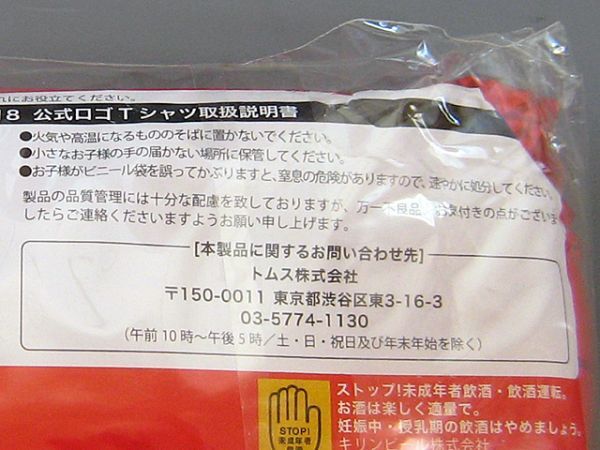 れにお役立てください。
18 公式ロゴTシャツ取扱説明書
●火気や高温になるもののそばに置かないでください。
●小さなお子様の手の届かない場所に保管してください。
●お子様がビニール袋を誤ってかぶりますと、窒息の危険がありますので、速やかに処分してください。
製品の品質管理には十分な配慮を致しておりますが、万一不良品、お気付きの点がございま
したらご連絡くださいますようお願い申し上げます。
[本製品に関するお問い合わせ先]
トムス株式会社
〒150-0011 東京都渋谷区東3-16-3
03-5774-1130
(午前10時~午後5時/土・日・祝日及び年末年始を除く)
STOP!
未成年者
飲酒
ストップ!未成年者飲酒・飲酒運転。
お酒は楽しく適量で。
妊娠中・授乳期の飲酒はやめましょう。
キリンビール株式会社